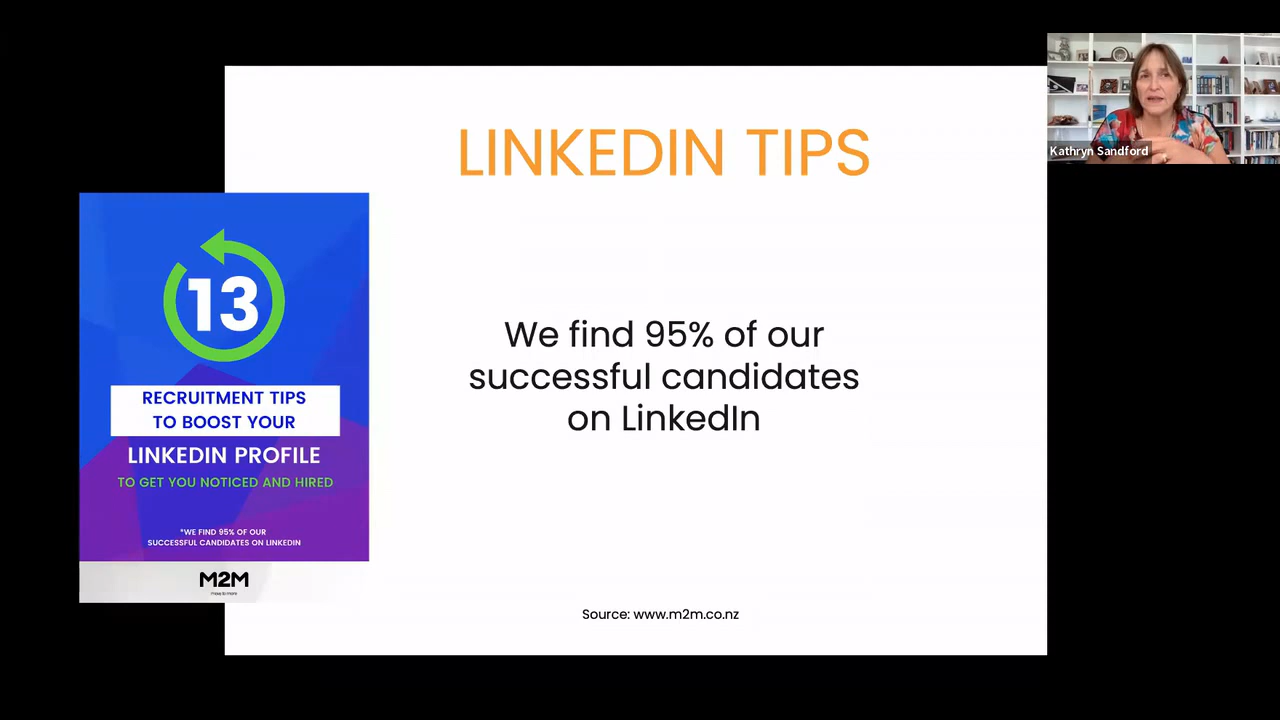 LINKEDIN TIPS
Kathryn Sandford
13
RECRUITMENT TIPS
TO BOOST YOUR
LINKEDIN PROFILE
TO GET YOU NOTICED AND HIRED
*WE FIND 95% OF OUR
SUCCESSFUL CANDIDATES ON LINKEDIN
M2M
We find 95% of our
successful candidates
on LinkedIn
Source: www.m2m.co.nz